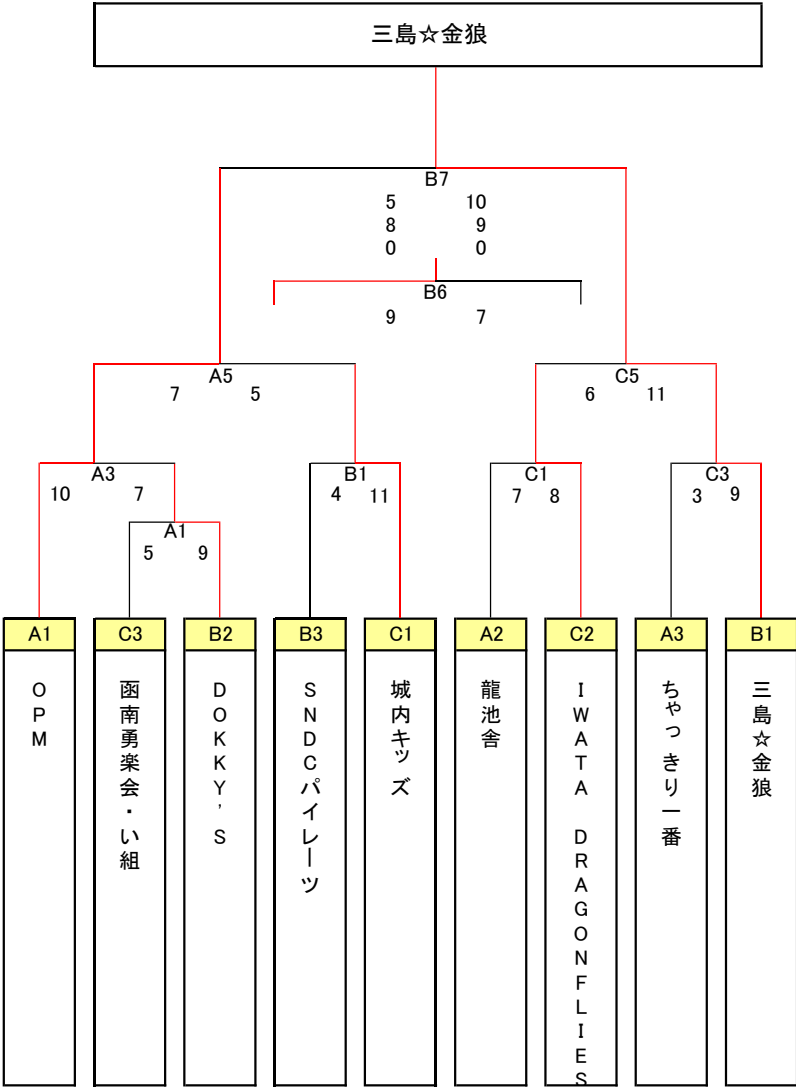 三島☆金狼
B7
5 10
8 9
0 0
B6
9 7
A5
7 5
C5
6 11
A3
10 7
B1
4 11
C1
7 8
C3
3 9
A1
5 9
A1
C3
B2
B3
C1
A2
C2
A3
B1
OPM
函南勇楽会・い組
DOKKY'S
SNDCパイレーツ
城内キッズ
龍池舎
IWATA DRAGONFLIES
ちゃっきり一番
三島☆金狼